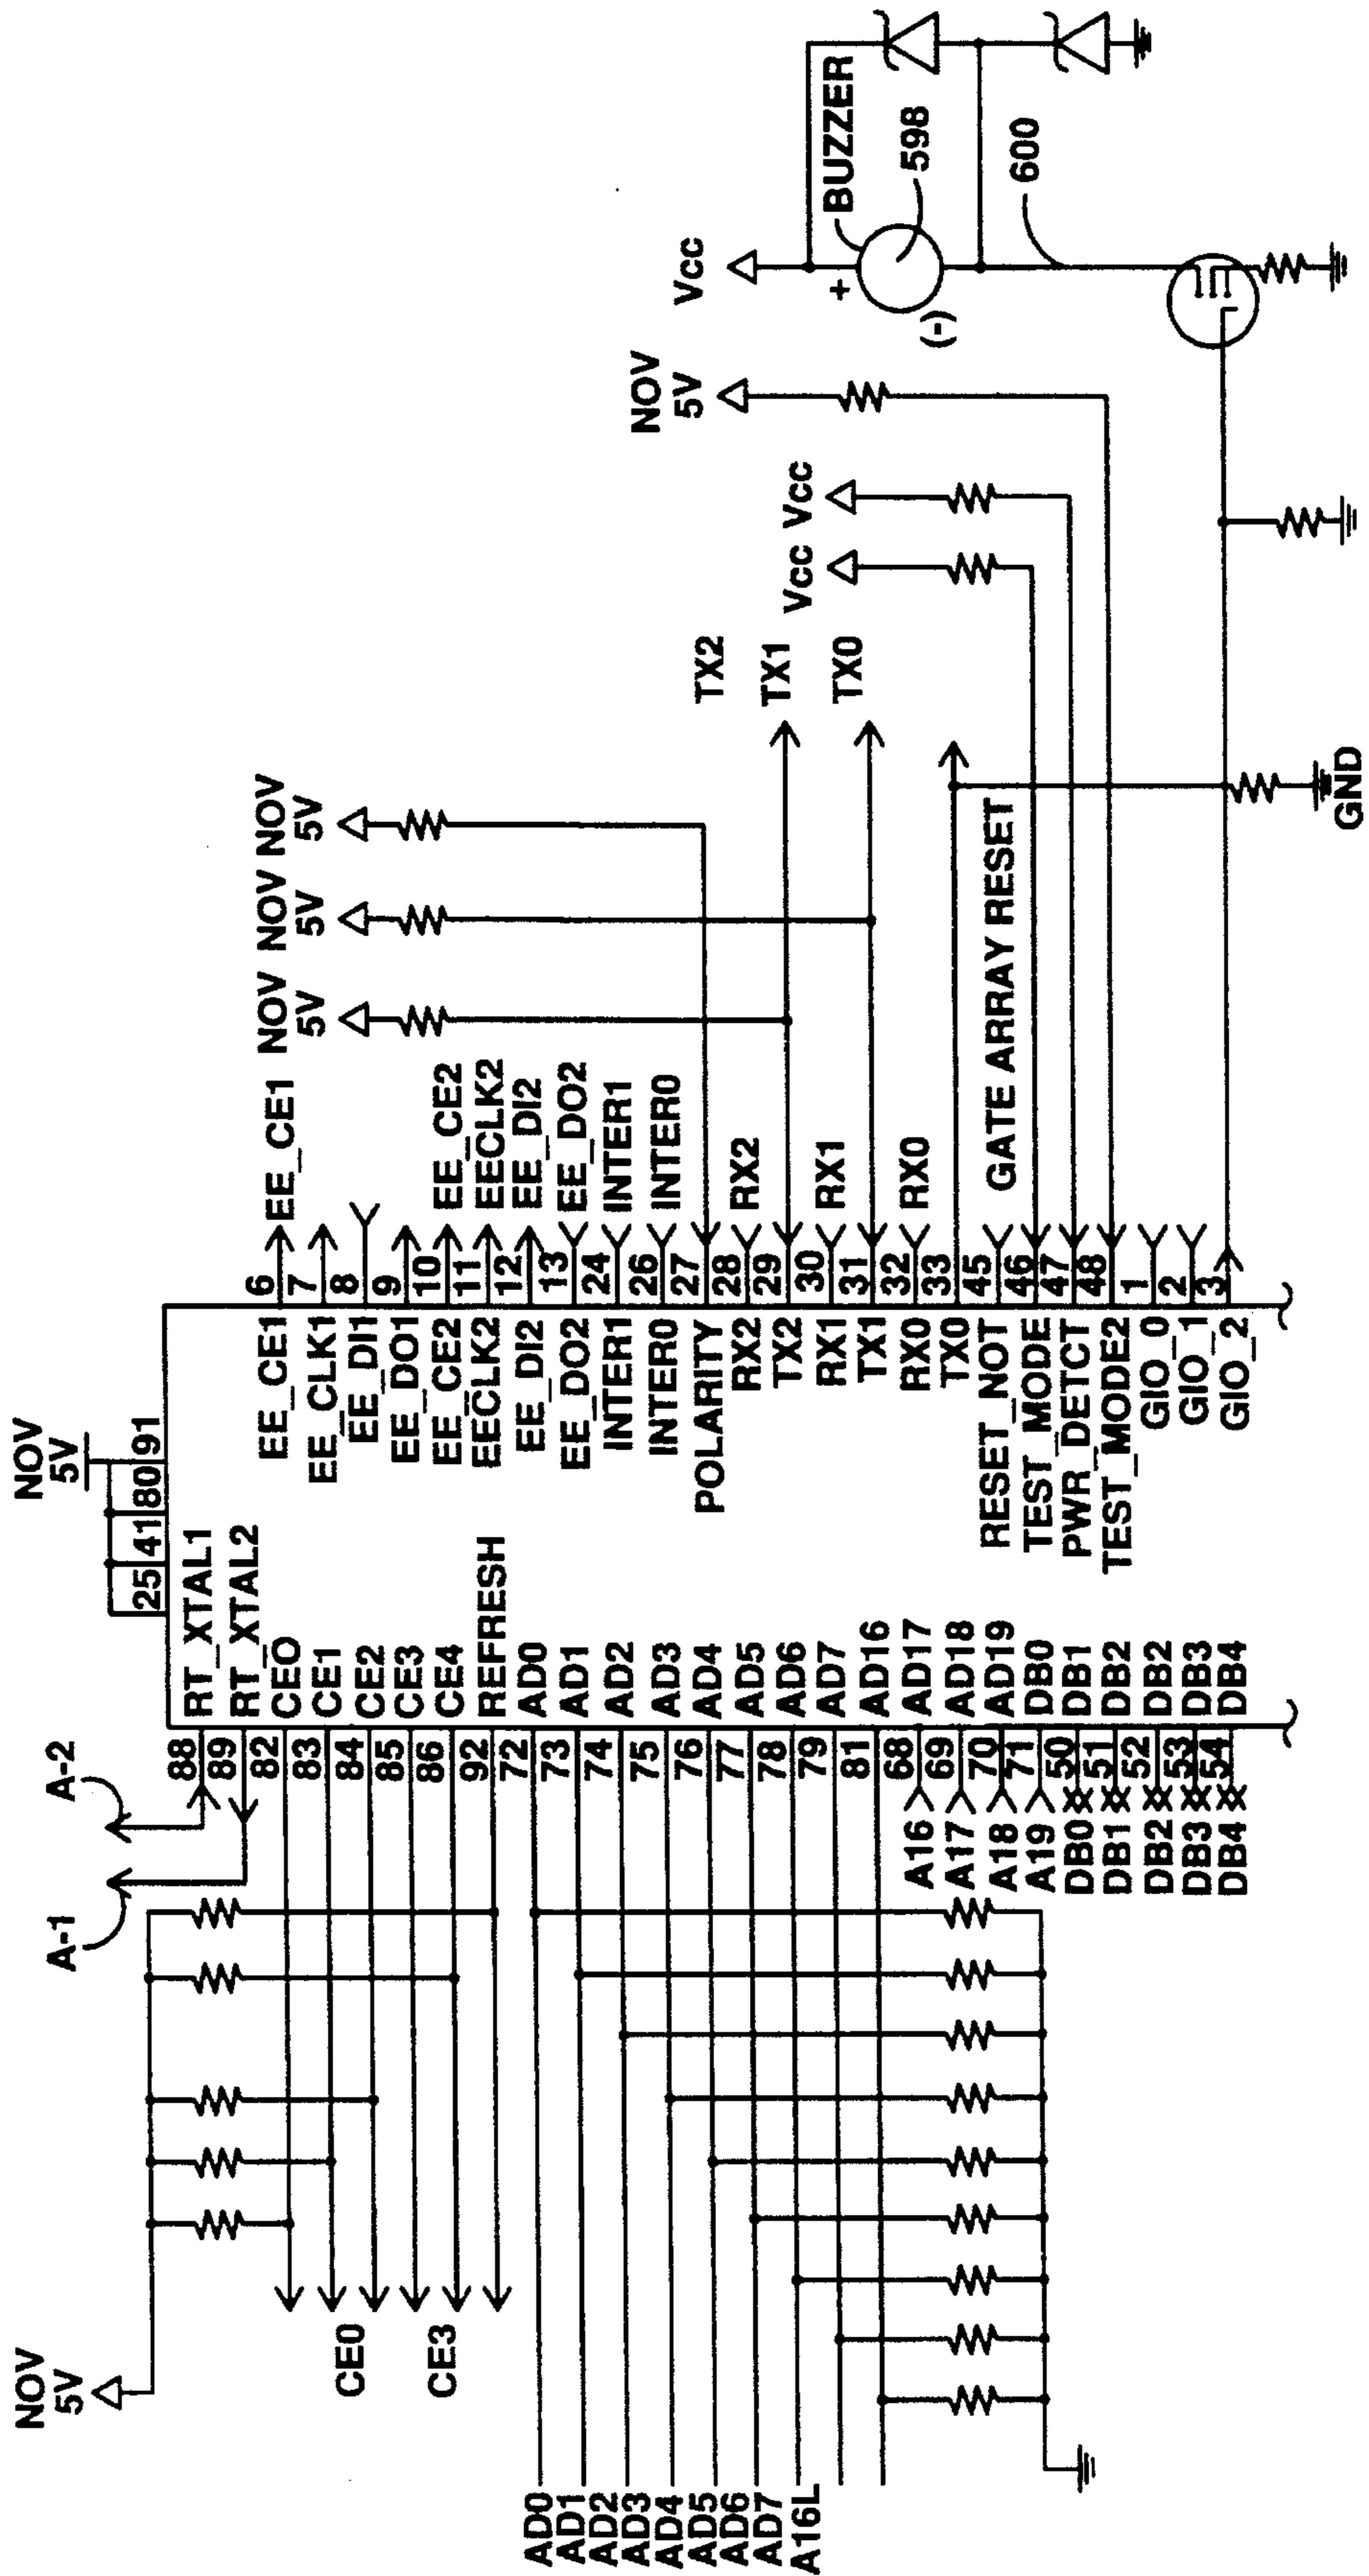 NOV
5V
NOV
5V
25 41 80 91
A-1
A-2
88 RT_XTAL1
89 RT_XTAL2
82 CEO
83 CE1
84 CE2
85 CE3
86 CE4
92 REFRESH
72 AD0
73 AD1
74 AD2
75 AD3
76 AD4
77 AD5
78 AD6
79 AD7
81 AD16
68 AD17
69 AD18
70 AD19
71 DB0
50 DB1
51 DB2
52 DB2
53 DB3
54 DB4
CE0
CE3
AD0
AD1
AD2
AD3
AD4
AD5
AD6
AD7
A16L
A16
A17
A18
A19
DB0
DB1
DB2
DB3
DB4
EE_CE1 6 EE_CE1
EE_CLK1 7
EE_DI1 8
EE_DO1 9
EE_CE2 10 EE_CE2
EECLK2 11 EECLK2
EE_DI2 12 EE_DI2
EE_DO2 13 EE_DO2
INTER1 24 INTER1
INTER0 26 INTER0
POLARITY 27
RX2 28 RX2
TX2 29
RX1 30 RX1
TX1 31
RX0 32 RX0
TX0 33
RESET_NOT 45 GATE ARRAY RESET
TEST_MODE 46
PWR_DETCT 47
TEST_MODE2 48
GIO_0 1
GIO_1 2
GIO_2 3
NOV NOV NOV
5V 5V 5V
TX2
TX1
TX0
Vcc Vcc
NOV
5V
Vcc
BUZZER
+
(-)
598
600
GND